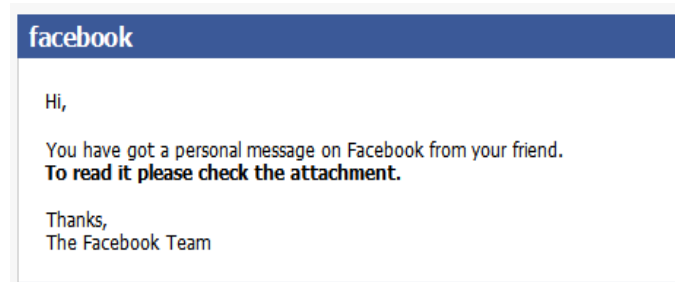 facebook
Hi,
You have got a personal message on Facebook from your friend.
To read it please check the attachment.
Thanks,
The Facebook Team